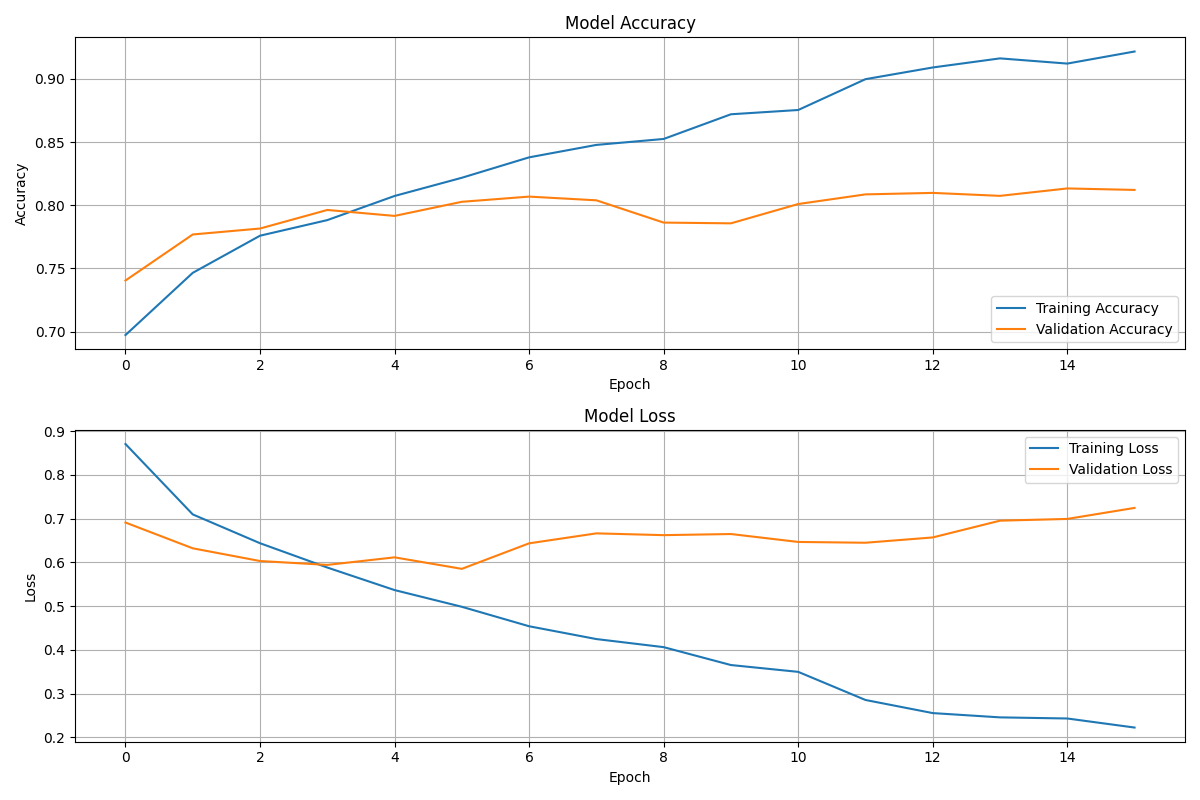 Model Accuracy
0.90
0.85
0.80
0.75
0.70
Accuracy
Training Accuracy
Validation Accuracy
0 2 4 6 8 10 12 14
Epoch
Model Loss
0.9
0.8
0.7
0.6
0.5
0.4
0.3
0.2
Loss
Training Loss
Validation Loss
0 2 4 6 8 10 12 14
Epoch